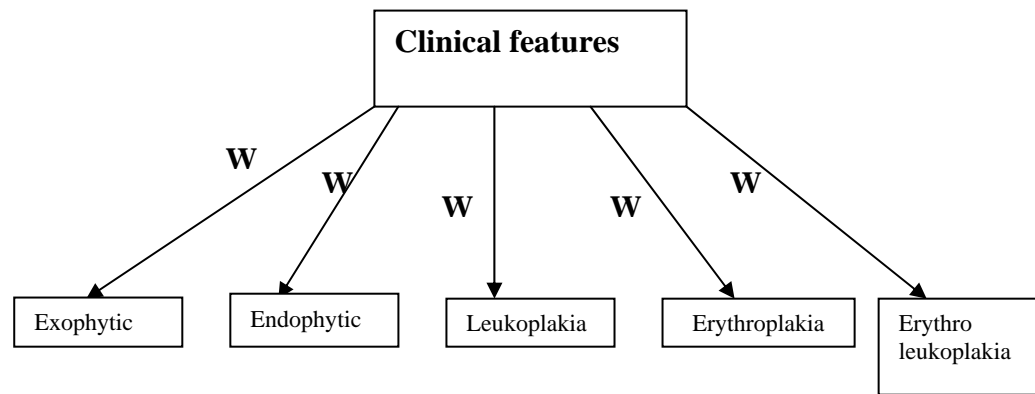 Clinical features
W
W
W
W
W
Exophytic
Endophytic
Leukoplakia
Erythroplakia
Erythro
leukoplakia